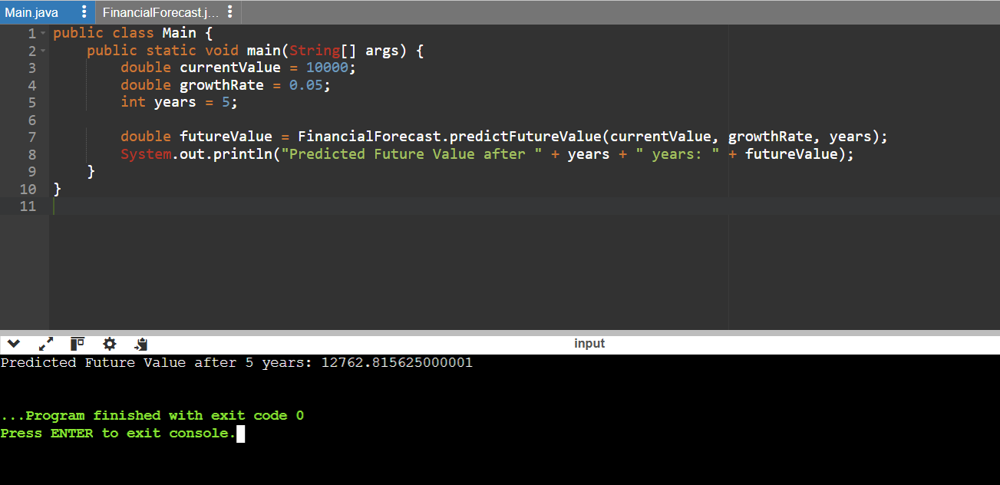 Main.java FinancialForecast.j...
1 public class Main {
2     public static void main(String[] args) {
3         double currentValue = 10000;
4         double growthRate = 0.05;
5         int years = 5;
6
7         double futureValue = FinancialForecast.predictFutureValue(currentValue, growthRate, years);
8         System.out.println("Predicted Future Value after " + years + " years: " + futureValue);
9     }
10 }
11
input
Predicted Future Value after 5 years: 12762.815625000001
...Program finished with exit code 0
Press ENTER to exit console.